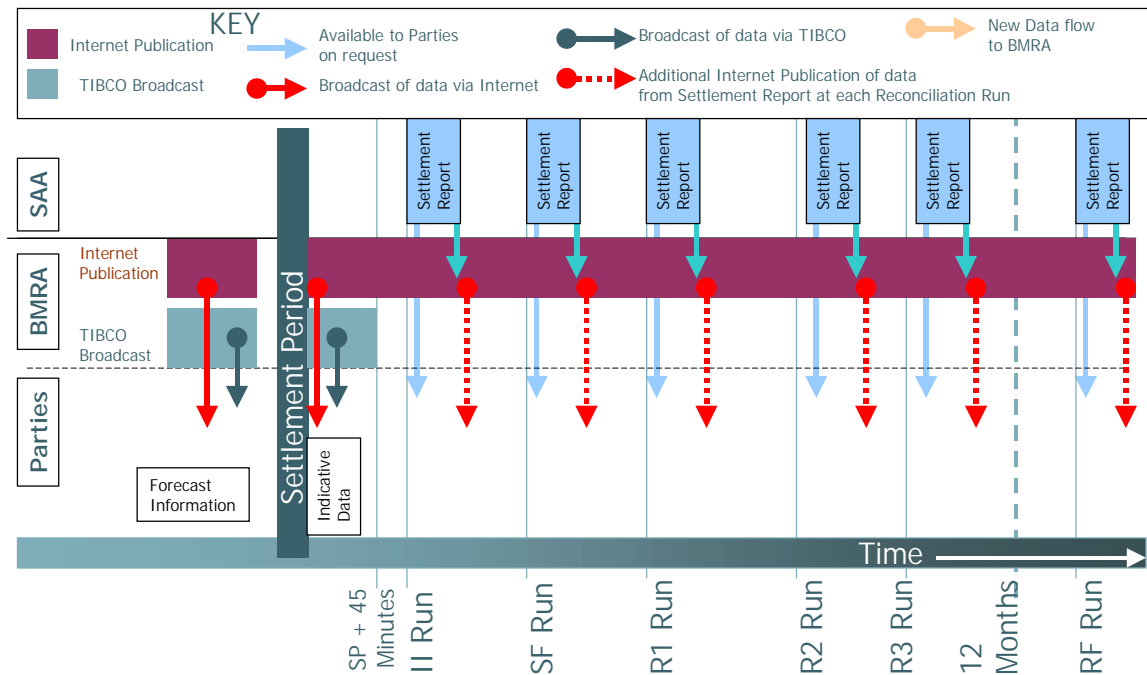 KEY
Internet Publication
TIBCO Broadcast
Available to Parties
on request
Broadcast of data via Internet
Broadcast of data via TIBCO
Additional Internet Publication of data
from Settlement Report at each Reconciliation Run
New Data flow
to BMRA
SAA
Settlement
Report
Settlement
Report
Settlement
Report
Settlement
Report
Settlement
Report
Settlement
Report
BMRA
Internet
Publication
TIBCO
Broadcast
Parties
Settlement Period
Forecast
Information
Indicative
Data
Time
SP + 45
Minutes
II Run
SF Run
R1 Run
R2 Run
R3 Run
12
Months
RF Run